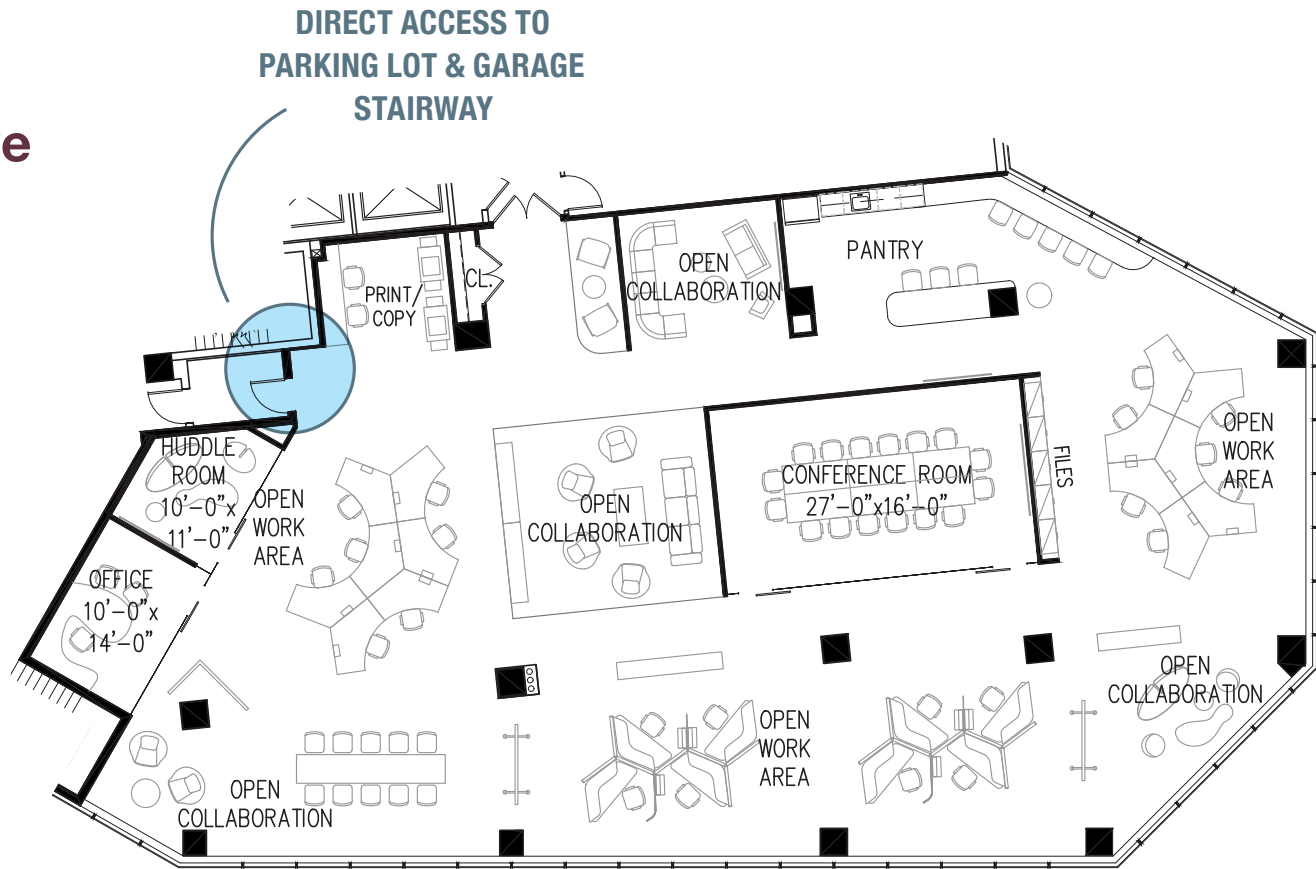 DIRECT ACCESS TO
PARKING LOT & GARAGE
STAIRWAY
e
PRINT/
COPY
CL.
OPEN
COLLABORATION
PANTRY
HUDDLE
ROOM
10'-0"x
11'-0"
OPEN
WORK
AREA
OPEN
COLLABORATION
CONFERENCE ROOM
27'-0"x16'-0"
FILES
OPEN
WORK
AREA
OFFICE
10'-0"x
14'-0"
OPEN
COLLABORATION
OPEN
WORK
AREA
OPEN
COLLABORATION